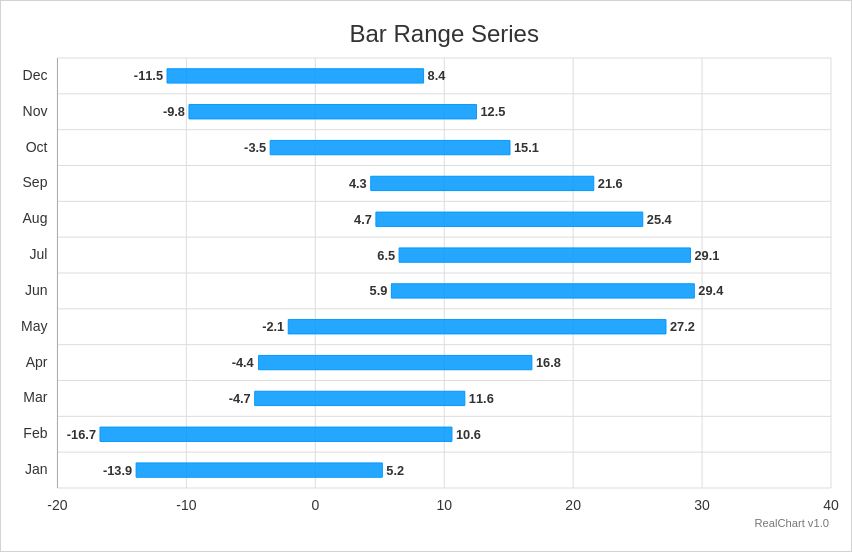 Bar Range Series
Dec -11.5 8.4
Nov -9.8 12.5
Oct -3.5 15.1
Sep 4.3 21.6
Aug 4.7 25.4
Jul 6.5 29.1
Jun 5.9 29.4
May -2.1 27.2
Apr -4.4 16.8
Mar -4.7 11.6
Feb -16.7 10.6
Jan -13.9 5.2
-20 -10 0 10 20 30 40
RealChart v1.0